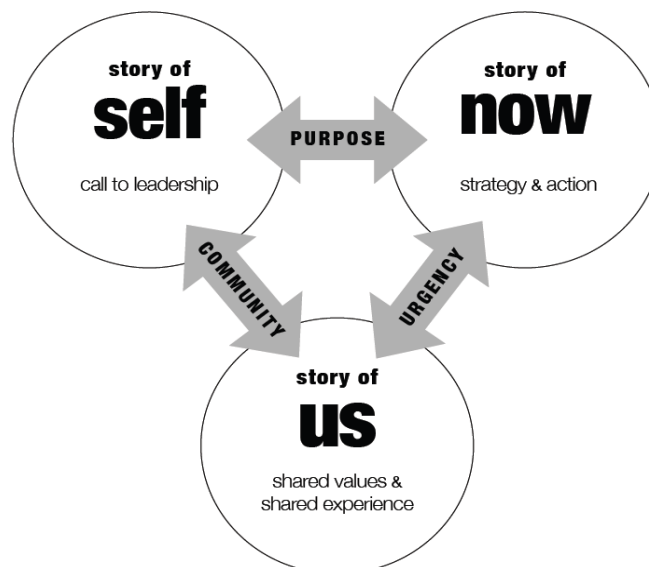 story of
self
call to leadership
PURPOSE
story of
now
strategy & action
COMMUNITY
URGENCY
story of
us
shared values &
shared experience